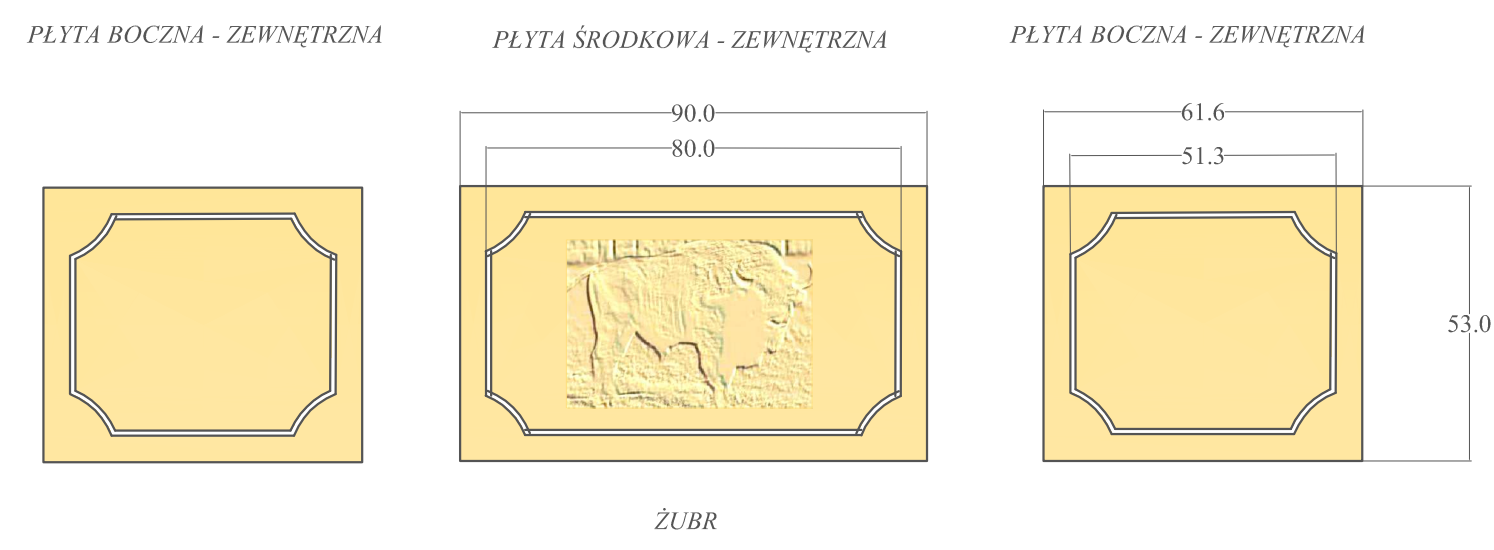 PŁYTA BOCZNA - ZEWNĘTRZNA
PŁYTA ŚRODKOWA - ZEWNĘTRZNA
PŁYTA BOCZNA - ZEWNĘTRZNA
90.0
61.6
80.0
51.3
53.0
ŻUBR